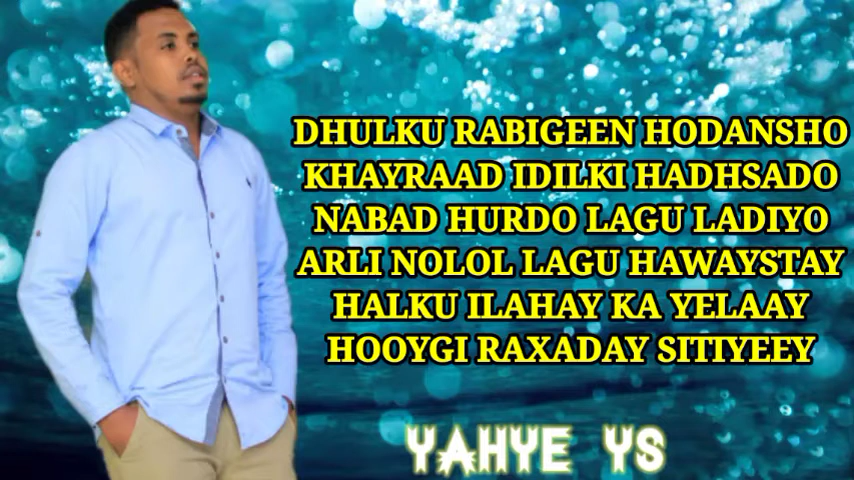 DHULKU RABIGEEN HODANSHO
KHAYRAAD IDILKI HADHSADO
NABAD HURDO LAGU LADIYO
ARLI NOLOL LAGU HAWAYSTAY
HALKU ILAHAY KA YELAAY
HOOYGI RAXADAY SITIYEEY
YAHYE YS